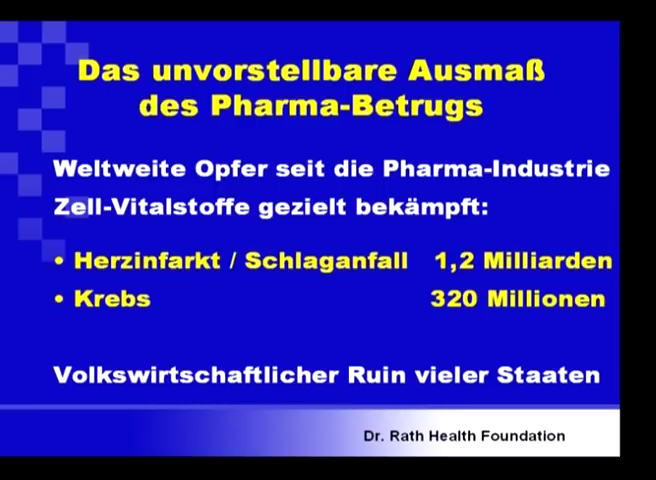 Das unvorstellbare Ausmaß
des Pharma-Betrugs
Weltweite Opfer seit die Pharma-Industrie
Zell-Vitalstoffe gezielt bekämpft:
• Herzinfarkt / Schlaganfall 1,2 Milliarden
• Krebs 320 Millionen
Volkswirtschaftlicher Ruin vieler Staaten
Dr. Rath Health Foundation